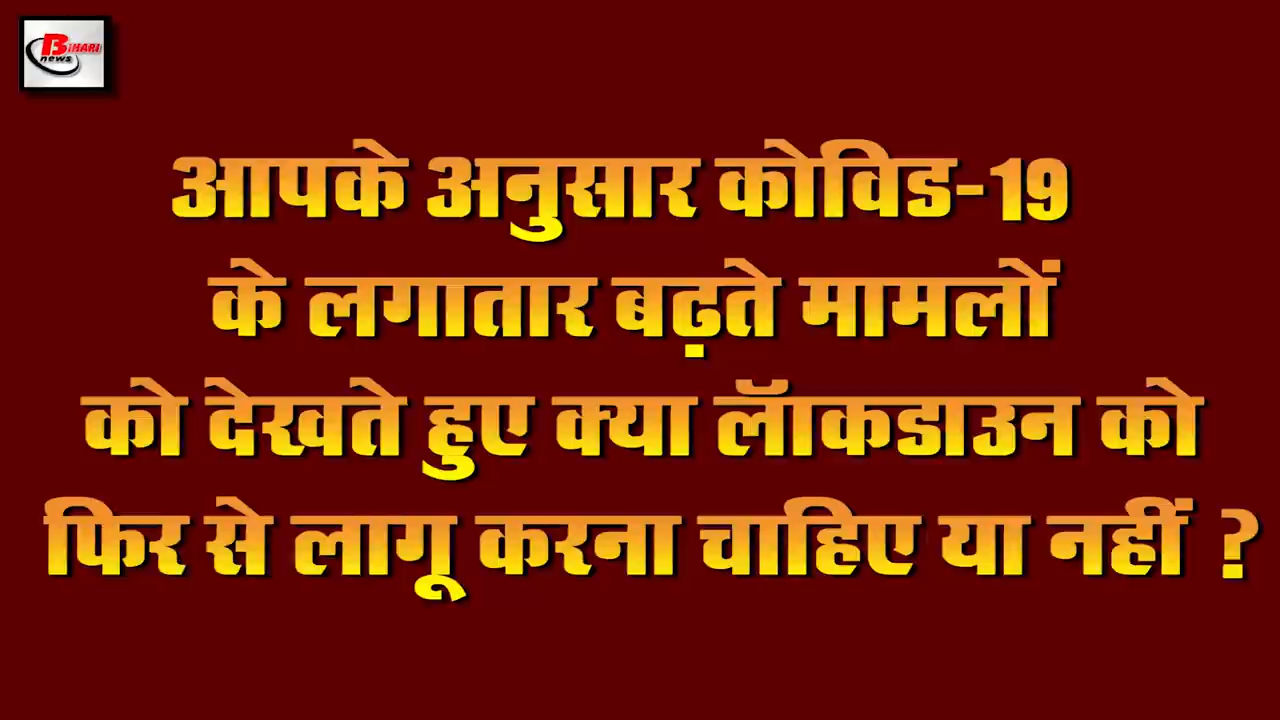 BIHARI
news
आपके अनुसार कोविड-19
के लगातार बढ़ते मामलों
को देखते हुए क्या लॅाकडाउन को
फिर से लागू करना चाहिए या नहीं ?